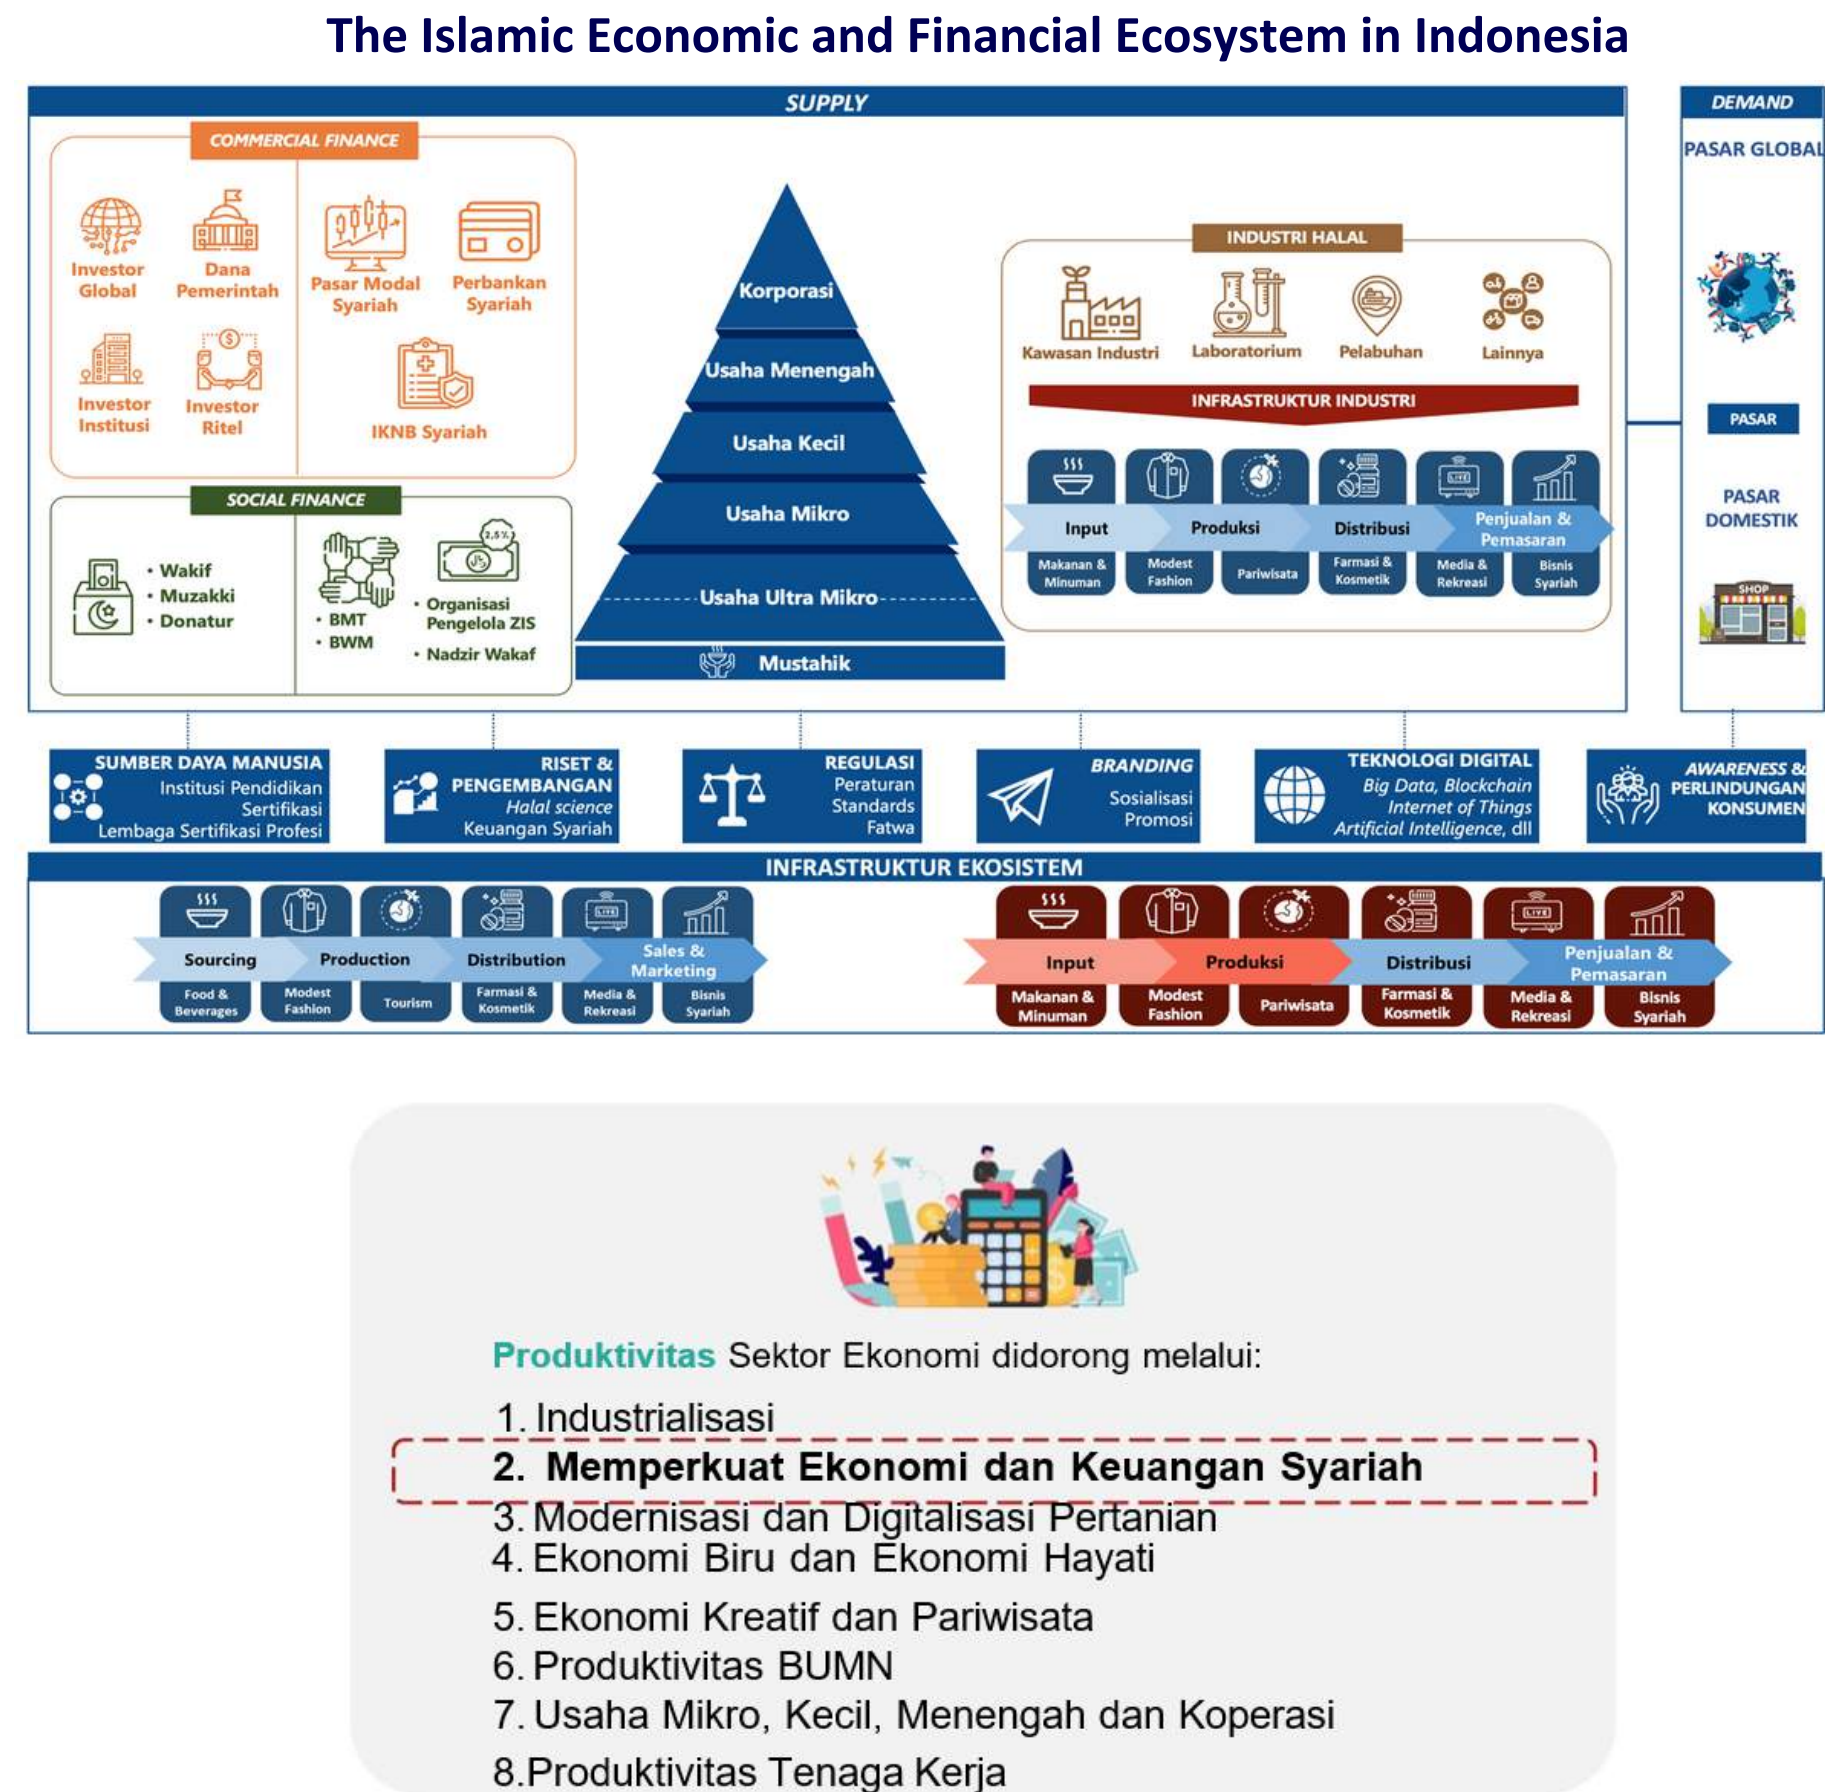 The Islamic Economic and Financial Ecosystem in Indonesia
SUPPLY
COMMERCIAL FINANCE
Investor
Global
Dana
Pemerintah
Pasar Modal
Syariah
Perbankan
Syariah
Investor
Institusi
Investor
Ritel
IKNB Syariah
SOCIAL FINANCE
• Wakif
• Muzakki
• Donatur
• BMT
• BWM
2,5%
• Organisasi
Pengelola ZIS
• Nadzir Wakaf
Korporasi
Usaha Menengah
Usaha Kecil
Usaha Mikro
Usaha Ultra Mikro
Mustahik
INDUSTRI HALAL
Kawasan Industri
Laboratorium
Pelabuhan
Lainnya
INFRASTRUKTUR INDUSTRI
LIVE
Input
Produksi
Distribusi
Penjualan &
Pemasaran
Makanan &
Minuman
Modest
Fashion
Pariwisata
Farmasi &
Kosmetik
Media &
Rekreasi
Bisnis
Syariah
DEMAND
PASAR GLOBAL
PASAR
PASAR
DOMESTIK
SHOP
SUMBER DAYA MANUSIA
Institusi Pendidikan
Sertifikasi
Lembaga Sertifikasi Profesi
RISET &
PENGEMBANGAN
Halal science
Keuangan Syariah
REGULASI
Peraturan
Standards
Fatwa
BRANDING
Sosialisasi
Promosi
TEKNOLOGI DIGITAL
Big Data, Blockchain
Internet of Things
Artificial Intelligence, dll
AWARENESS &
PERLINDUNGAN
KONSUMEN
INFRASTRUKTUR EKOSISTEM
LIVE
Sourcing
Production
Distribution
Sales &
Marketing
Food &
Beverages
Modest
Fashion
Tourism
Farmasi &
Kosmetik
Media &
Rekreasi
Bisnis
Syariah
LIVE
Input
Produksi
Distribusi
Penjualan &
Pemasaran
Makanan &
Minuman
Modest
Fashion
Pariwisata
Farmasi &
Kosmetik
Media &
Rekreasi
Bisnis
Syariah
Produktivitas Sektor Ekonomi didorong melalui:
1. Industrialisasi
2. Memperkuat Ekonomi dan Keuangan Syariah
3. Modernisasi dan Digitalisasi Pertanian
4. Ekonomi Biru dan Ekonomi Hayati
5. Ekonomi Kreatif dan Pariwisata
6. Produktivitas BUMN
7. Usaha Mikro, Kecil, Menengah dan Koperasi
8.Produktivitas Tenaga Kerja